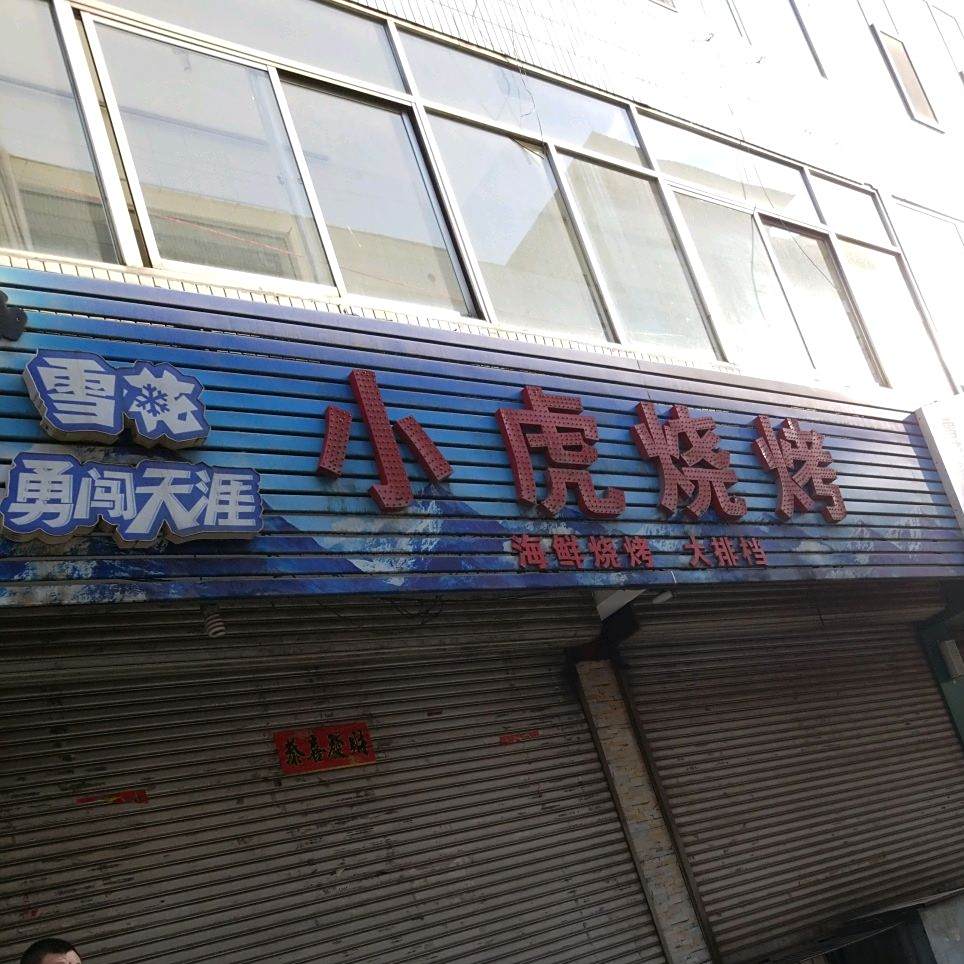 雪花
勇闯天涯
小虎烧烤
海鲜烧烤 大排档
恭喜發财